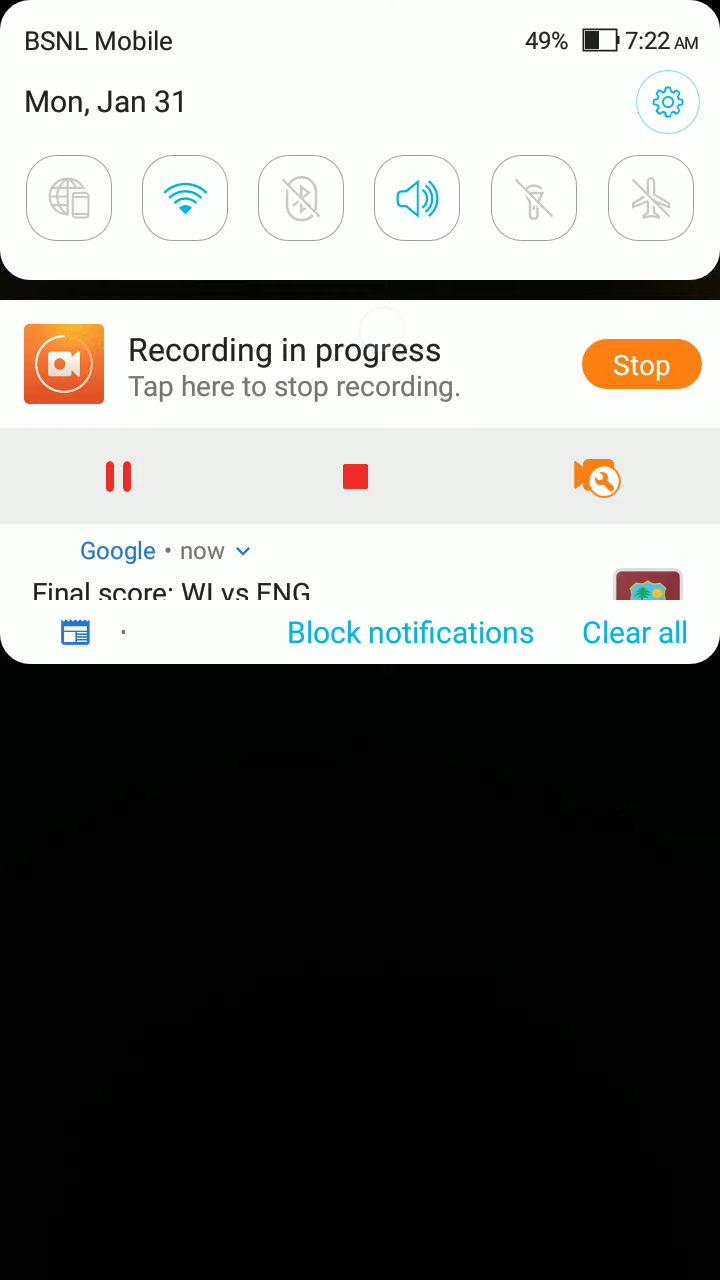 BSNL Mobile 49% 7:22 AM
Mon, Jan 31
Recording in progress
Tap here to stop recording.
Stop
Google • now
Final score: WI vs ENG
Block notifications Clear all